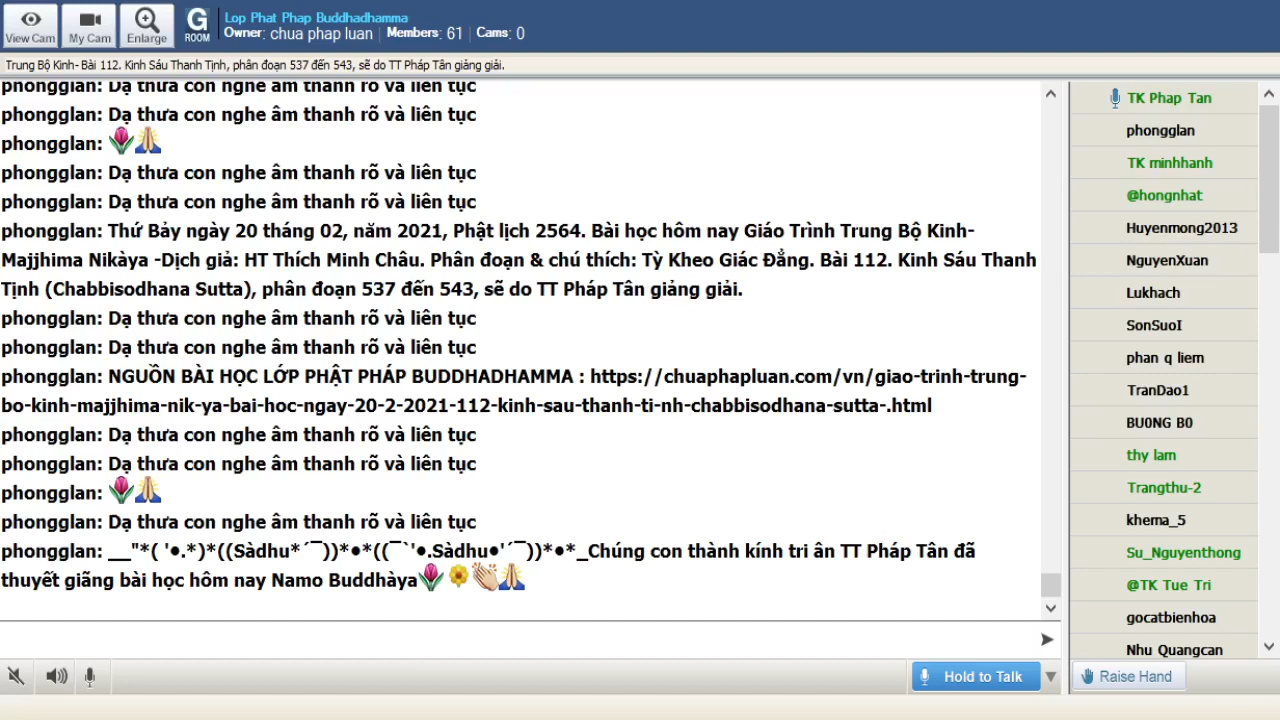 View Cam
My Cam
Enlarge
G
ROOM
Lop Phat Phap Buddhadhamma
Owner: chua phap luan Members: 61 Cams: 0
Trung Bộ Kinh- Bài 112. Kinh Sáu Thanh Tịnh, phân đoạn 537 đến 543, sẽ do TT Pháp Tân giảng giải.
phongglan: Dạ thưa con nghe âm thanh rõ và liên tục
phongglan: Dạ thưa con nghe âm thanh rõ và liên tục
phongglan: 🌷🙏
phongglan: Dạ thưa con nghe âm thanh rõ và liên tục
phongglan: Dạ thưa con nghe âm thanh rõ và liên tục
phongglan: Thứ Bảy ngày 20 tháng 02, năm 2021, Phật lịch 2564. Bài học hôm nay Giáo Trình Trung Bộ Kinh-
Majjhima Nikàya -Dịch giả: HT Thích Minh Châu. Phân đoạn & chú thích: Tỳ Kheo Giác Đẳng. Bài 112. Kinh Sáu Thanh
Tịnh (Chabbisodhana Sutta), phân đoạn 537 đến 543, sẽ do TT Pháp Tân giảng giải.
phongglan: Dạ thưa con nghe âm thanh rõ và liên tục
phongglan: Dạ thưa con nghe âm thanh rõ và liên tục
phongglan: NGUỒN BÀI HỌC LỚP PHẬT PHÁP BUDDHADHAMMA : https://chuaphapluan.com/vn/giao-trinh-trung-
bo-kinh-majjhima-nik-ya-bai-hoc-ngay-20-2-2021-112-kinh-sau-thanh-ti-nh-chabbisodhana-sutta-.html
phongglan: Dạ thưa con nghe âm thanh rõ và liên tục
phongglan: Dạ thưa con nghe âm thanh rõ và liên tục
phongglan: 🌷🙏
phongglan: Dạ thưa con nghe âm thanh rõ và liên tục
phongglan: __"*( '•.*)*((Sàdhu*´¯))*•*((¯`'•.Sàdhu•'´¯))*•*_Chúng con thành kính tri ân TT Pháp Tân đã
thuyết giãng bài học hôm nay Namo Buddhàya🌷🌼👏🙏
TK Phap Tan
phongglan
TK minhhanh
@hongnhat
Huyenmong2013
NguyenXuan
Lukhach
SonSuoI
phan q liem
TranDao1
BU0NG B0
thy lam
Trangthu-2
khema_5
Su_Nguyenthong
@TK Tue Tri
gocatbienhoa
Nhu Quangcan
Hold to Talk
Raise Hand